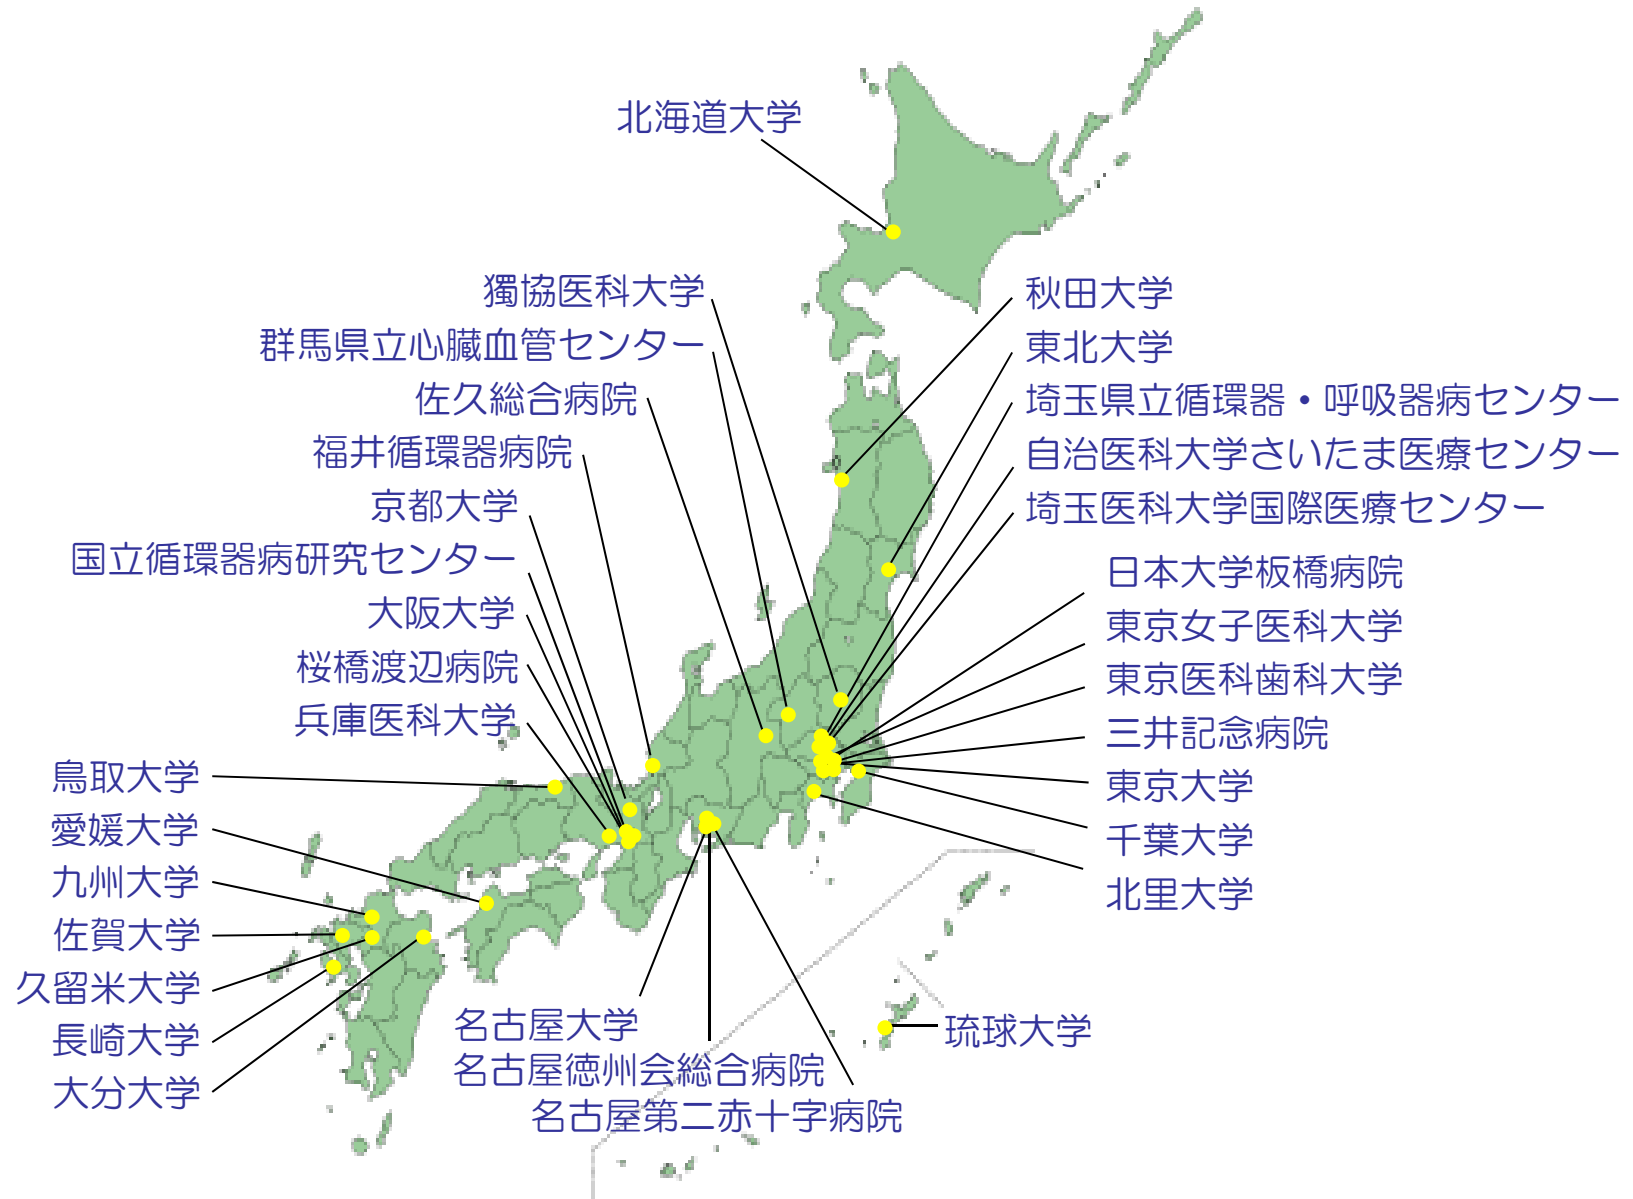 北海道大学
獨協医科大学
群馬県立心臓血管センター
佐久総合病院
福井循環器病院
京都大学
国立循環器病研究センター
大阪大学
桜橋渡辺病院
兵庫医科大学
鳥取大学
愛媛大学
九州大学
佐賀大学
久留米大学
長崎大学
大分大学
秋田大学
東北大学
埼玉県立循環器・呼吸器病センター
自治医科大学さいたま医療センター
埼玉医科大学国際医療センター
日本大学板橋病院
東京女子医科大学
東京医科歯科大学
三井記念病院
東京大学
千葉大学
北里大学
名古屋大学
名古屋徳州会総合病院
名古屋第二赤十字病院
琉球大学